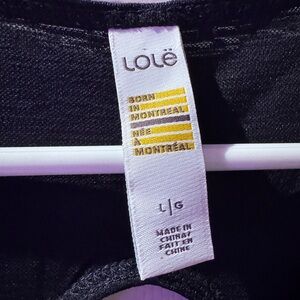 Lolë
BORN
IN
MONTREAL
NÉE
À
MONTRÉAL
L|G
MADE IN
CHINA/
FAIT EN
CHINE